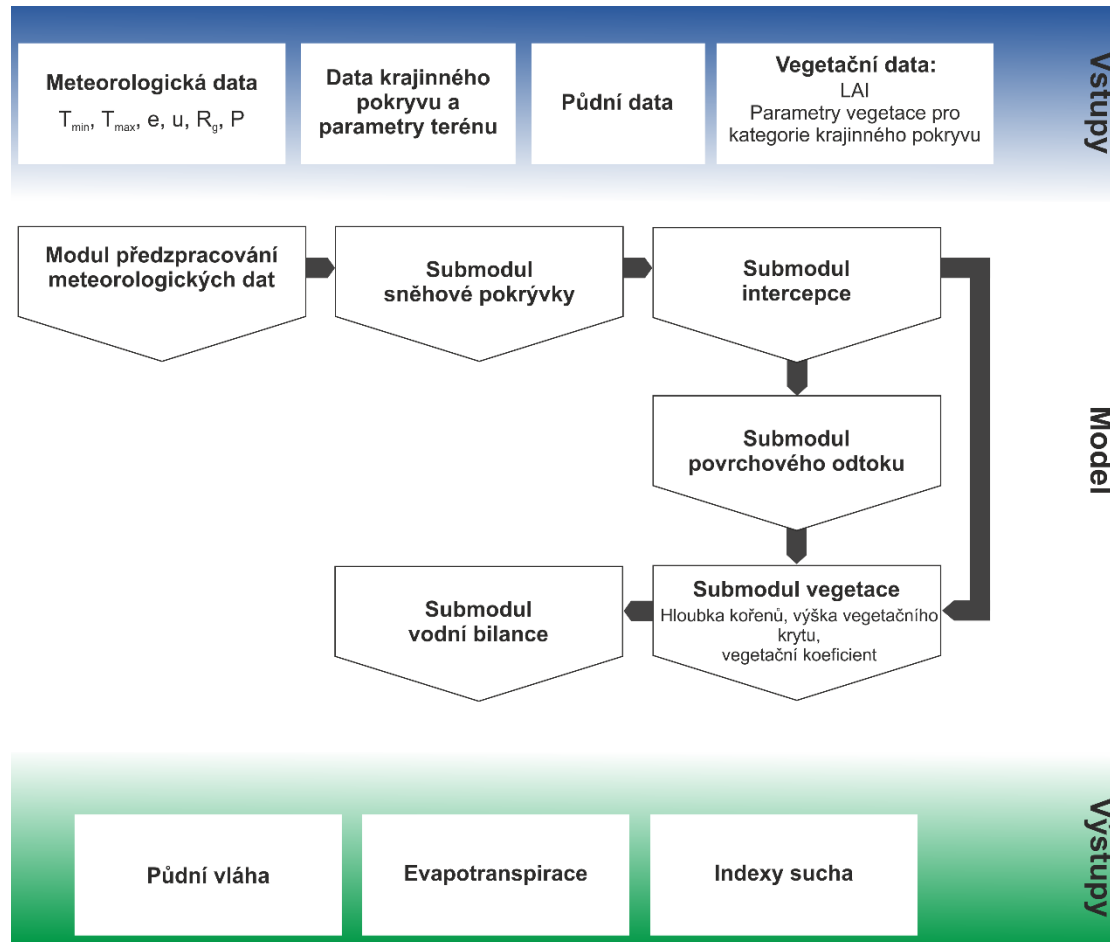 Meteorologická data
Tmin, Tmax, e, u, Rg, P
Data krajinného
pokryvu a
parametry terénu
Půdní data
Vegetační data:
LAI
Parametry vegetace pro
kategorie krajinného pokryvu
Vstupy
Modul předzpracování
meteorologických dat
Submodul
sněhové pokrývky
Submodul
intercepce
Submodul
povrchového odtoku
Model
Submodul
vodní bilance
Submodul vegetace
Hloubka kořenů, výška vegetačního
krytu,
vegetační koeficient
Půdní vláha
Evapotranspirace
Indexy sucha
Výstupy